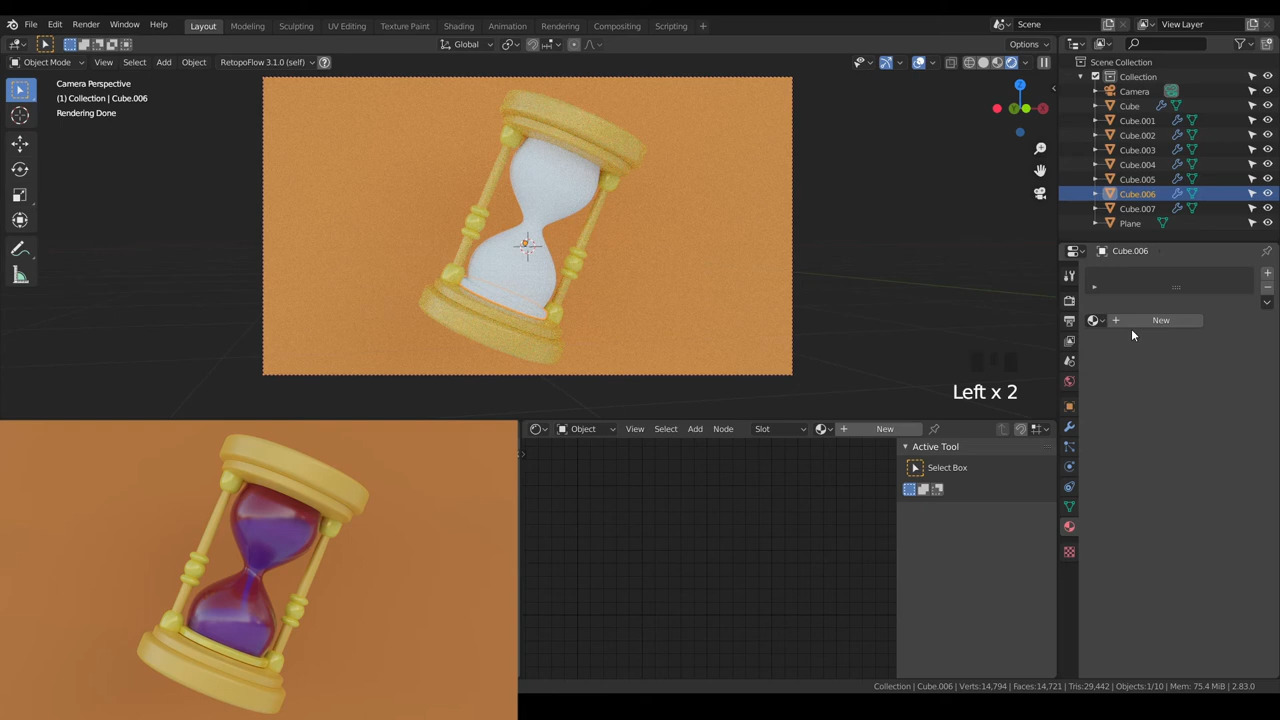 File Edit Render Window Help Layout Modeling Sculpting UV Editing Texture Paint Shading Animation Rendering Compositing Scripting + Scene View Layer
Global Options
Object Mode View Select Add Object RetopoFlow 3.1.0 (self)
Camera Perspective
(1) Collection | Cube.006
Rendering Done
Scene Collection
Collection
Camera
Cube
Cube.001
Cube.002
Cube.003
Cube.004
Cube.005
Cube.006
Cube.007
Plane
Cube.006
+ New
Left x 2
Object View Select Add Node Slot + New
Active Tool
Select Box
Collection | Cube.006 | Verts:14,794 | Faces:14,721 | Tris:29,442 | Objects:1/10 | Mem: 75.4 MiB | 2.83.0